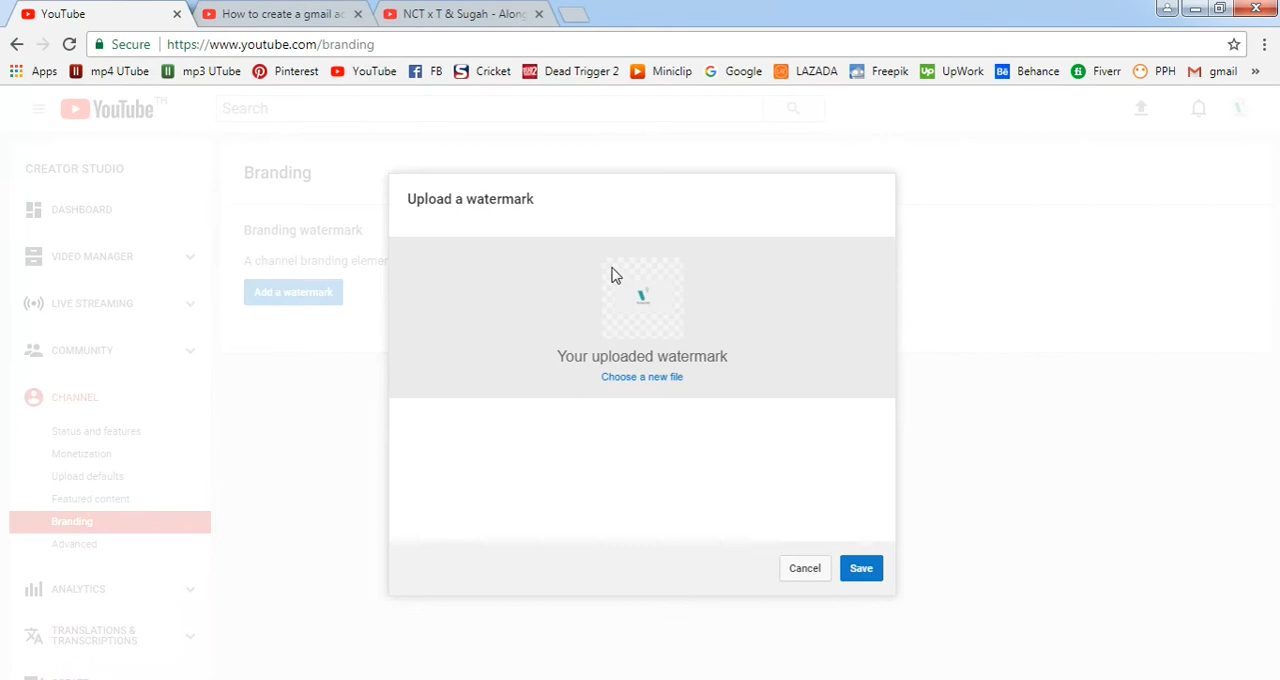 YouTube
How to create a gmail ac
NCT x T & Sugah - Along
Secure
https://www.youtube.com/branding
Apps
mp4 UTube
mp3 UTube
Pinterest
YouTube
FB
Cricket
Dead Trigger 2
Miniclip
Google
LAZADA
Freepik
UpWork
Behance
Fiverr
PPH
gmail
»
YouTube TH
Search
CREATOR STUDIO
DASHBOARD
VIDEO MANAGER
LIVE STREAMING
COMMUNITY
CHANNEL
Status and features
Monetization
Upload defaults
Featured content
Branding
Advanced
ANALYTICS
TRANSLATIONS &
TRANSCRIPTIONS
Branding
Branding watermark
A channel branding elemen
Add a watermark
Upload a watermark
Your uploaded watermark
Choose a new file
Cancel
Save